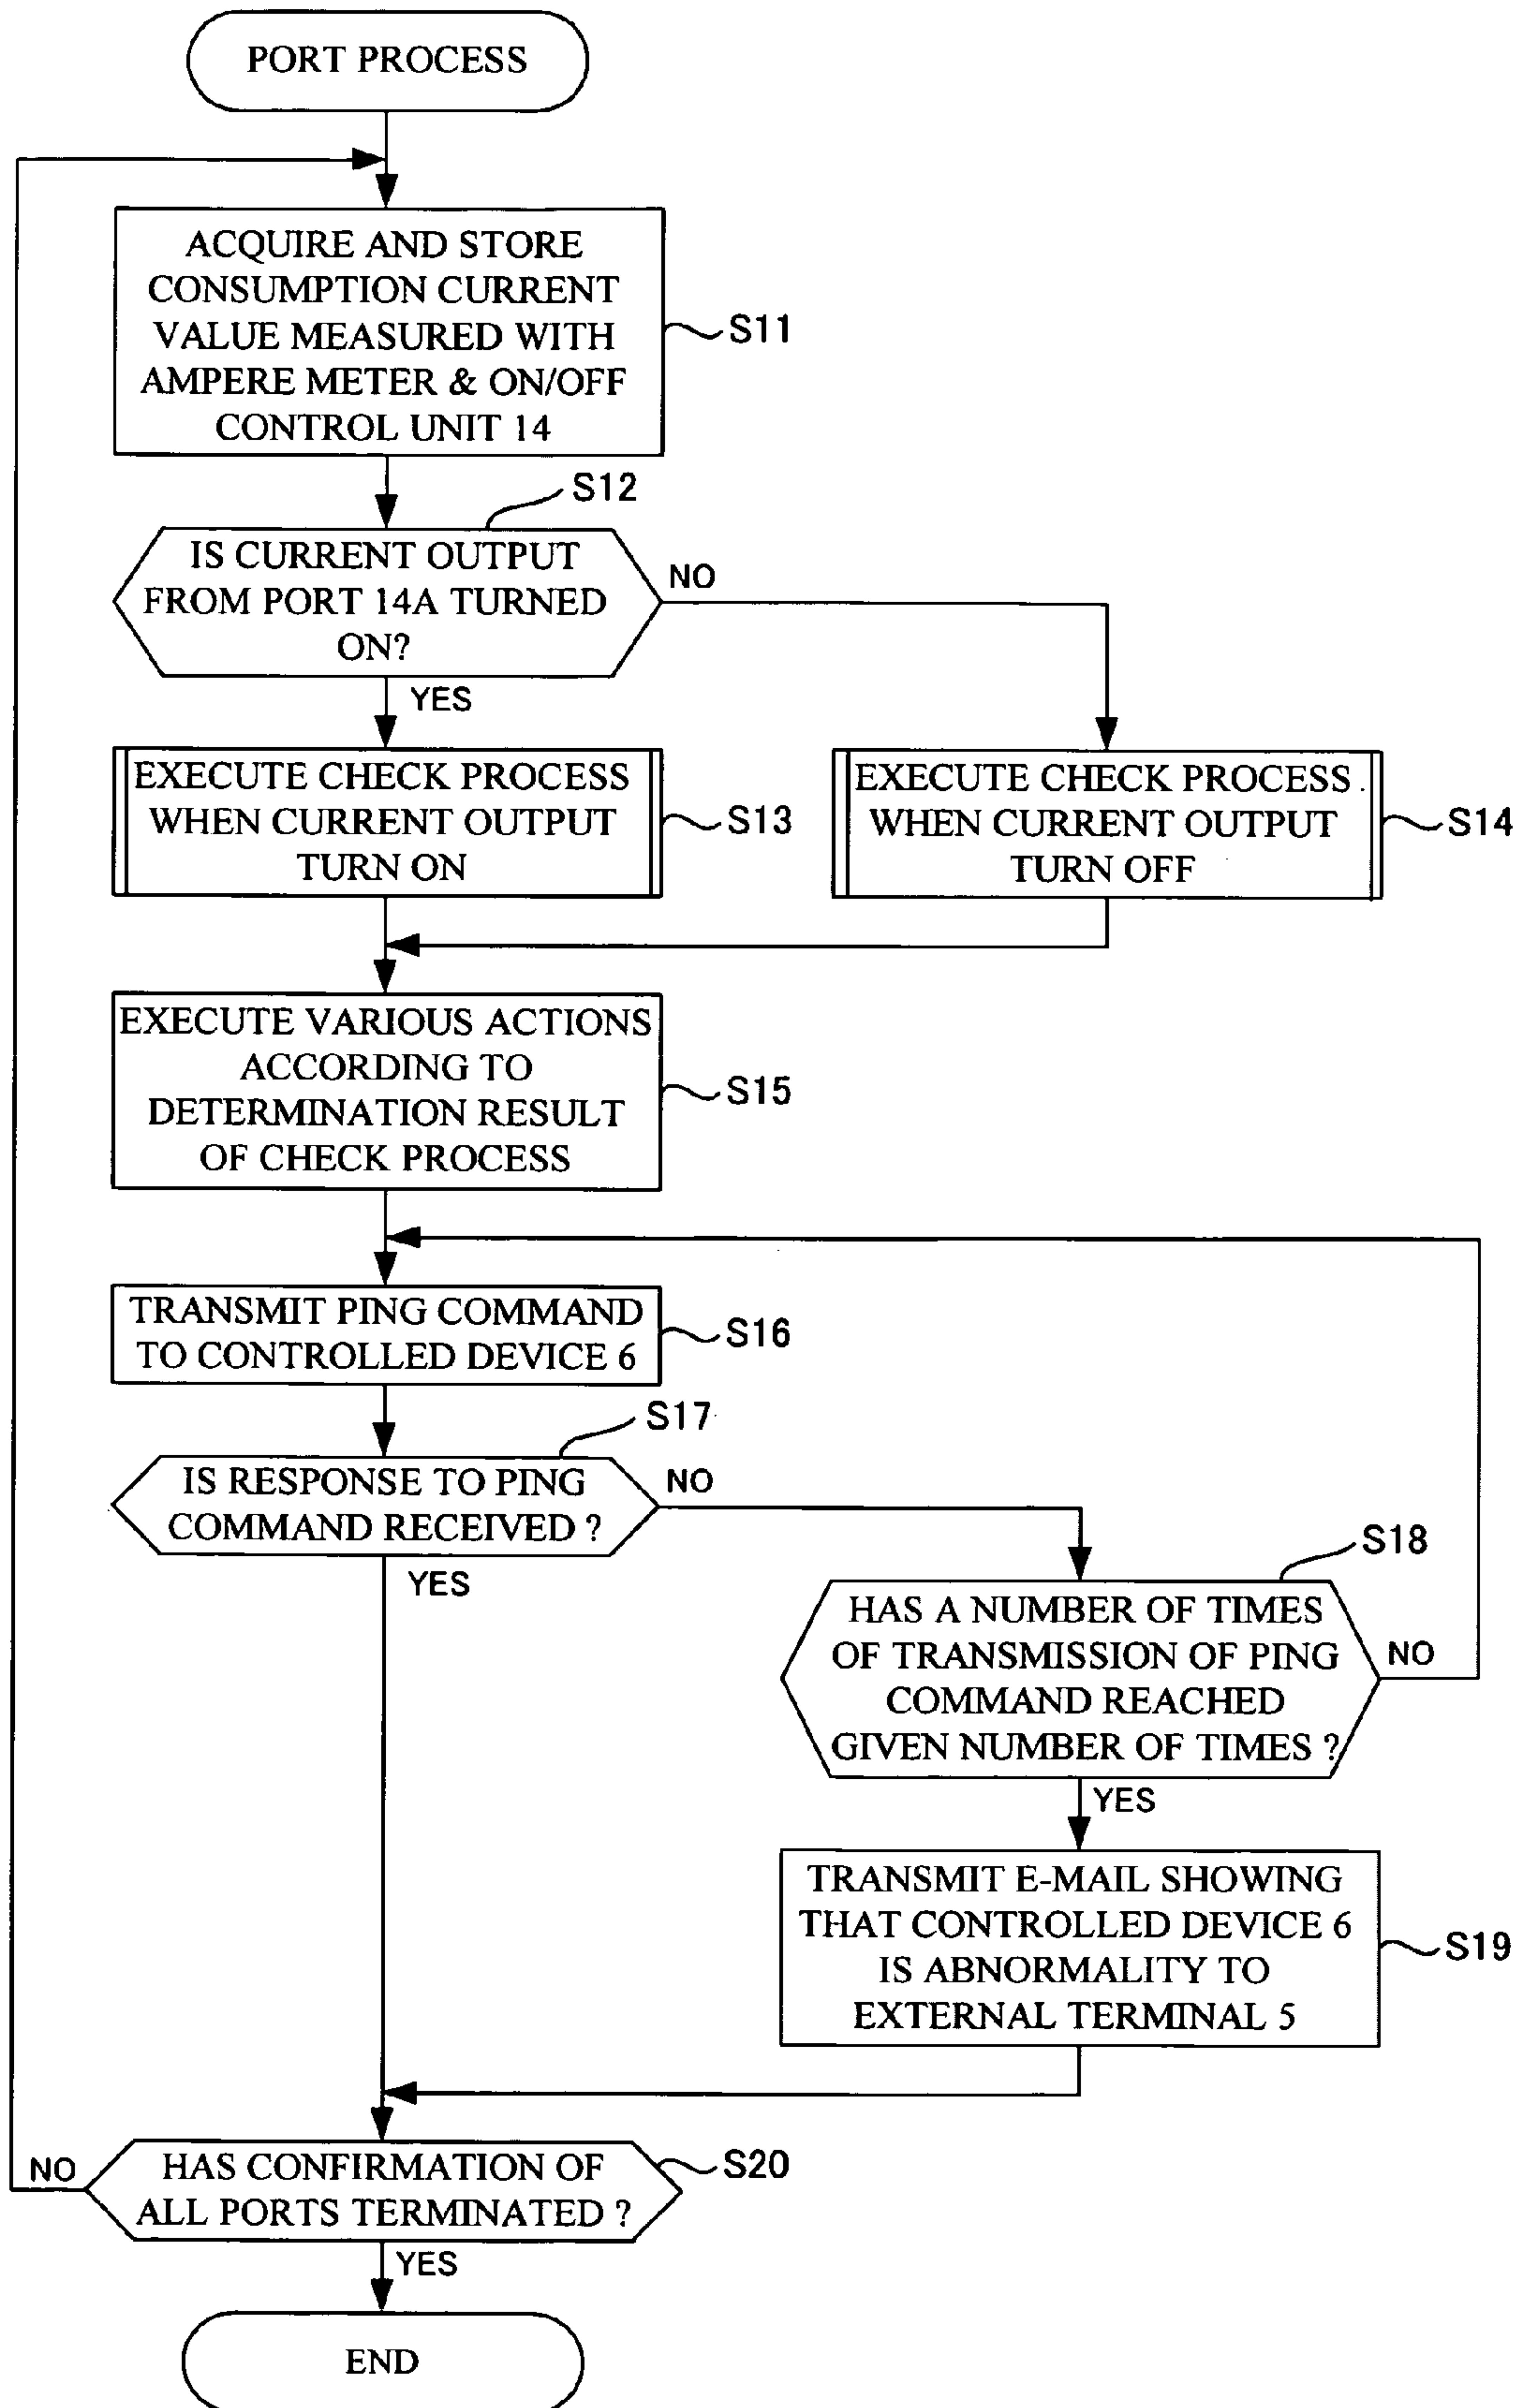 PORT PROCESS
ACQUIRE AND STORE
CONSUMPTION CURRENT
VALUE MEASURED WITH
AMPERE METER & ON/OFF
CONTROL UNIT 14
S11
S12
IS CURRENT OUTPUT
FROM PORT 14A TURNED
ON?
NO
YES
EXECUTE CHECK PROCESS
WHEN CURRENT OUTPUT
TURN ON
S13
EXECUTE CHECK PROCESS
WHEN CURRENT OUTPUT
TURN OFF
S14
EXECUTE VARIOUS ACTIONS
ACCORDING TO
DETERMINATION RESULT
OF CHECK PROCESS
S15
TRANSMIT PING COMMAND
TO CONTROLLED DEVICE 6
S16
S17
IS RESPONSE TO PING
COMMAND RECEIVED ?
NO
YES
S18
HAS A NUMBER OF TIMES
OF TRANSMISSION OF PING
COMMAND REACHED
GIVEN NUMBER OF TIMES ?
NO
YES
TRANSMIT E-MAIL SHOWING
THAT CONTROLLED DEVICE 6
IS ABNORMALITY TO
EXTERNAL TERMINAL 5
S19
HAS CONFIRMATION OF
ALL PORTS TERMINATED ?
S20
NO
YES
END